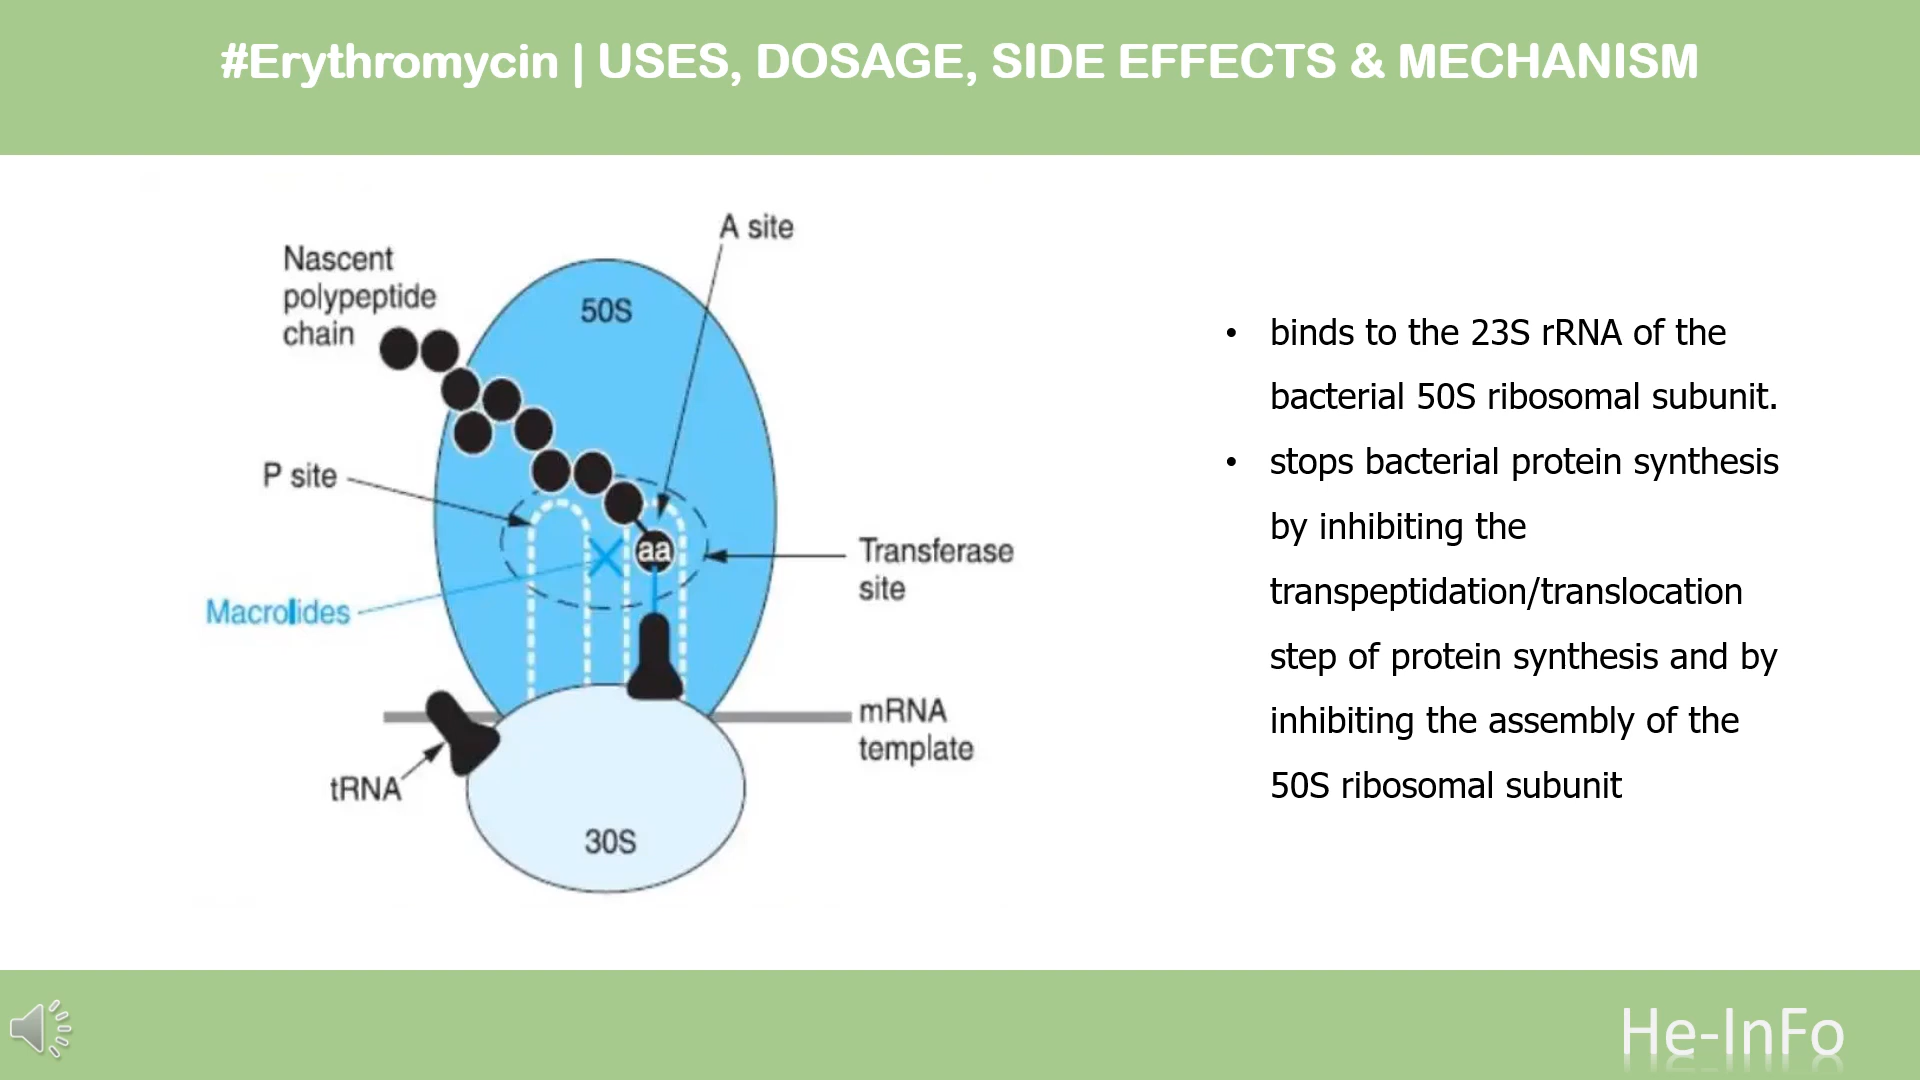 #Erythromycin | USES, DOSAGE, SIDE EFFECTS & MECHANISM
A site
Nascent
polypeptide
chain
50S
P site
aa
Transferase
site
Macrolides
mRNA
template
tRNA
30S
• binds to the 23S rRNA of the
bacterial 50S ribosomal subunit.
• stops bacterial protein synthesis
by inhibiting the
transpeptidation/translocation
step of protein synthesis and by
inhibiting the assembly of the
50S ribosomal subunit
He-InFo